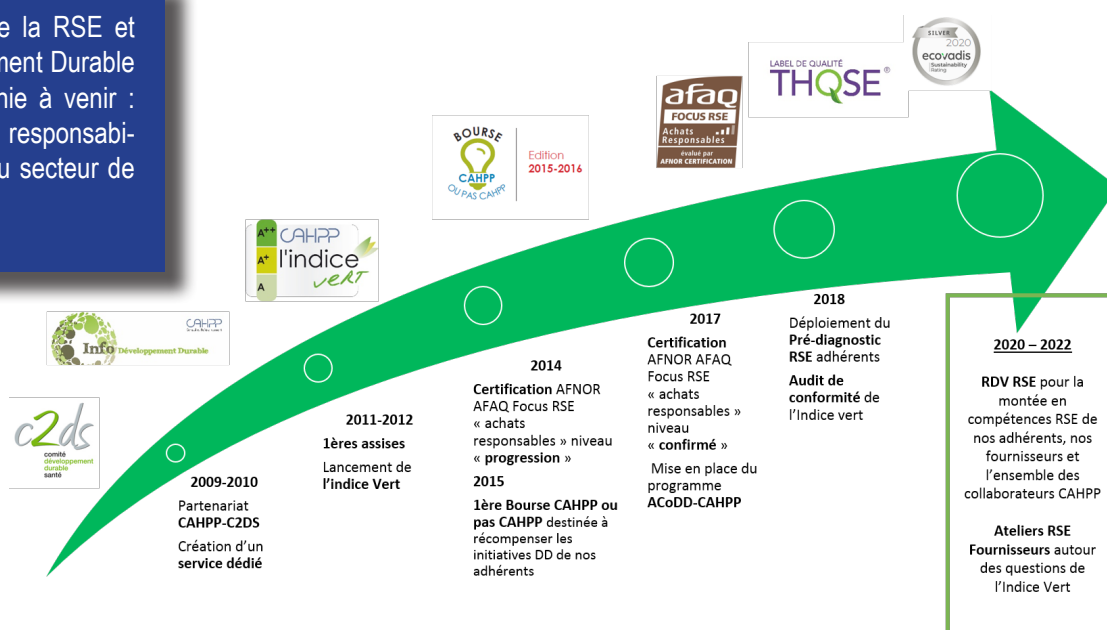 e la RSE et
ment Durable
nie à venir :
responsabi-
u secteur de
SILVER
2020
ecovadis
Sustainability
Rating
LABEL DE QUALITÉ
THQSE®
afaq
FOCUS RSE
Achats
Responsables
évalué par
AFNOR CERTIFICATION
BOURSE
CAHPP
OU PAS CAHPP
Edition
2015-2016
A++
A+
A
CAHPP
l'indice
vert
CAHPP
Info Développement Durable
c2ds
comité
développement
durable
santé
2009-2010
Partenariat
CAHPP-C2DS
Création d’un
service dédié
2011-2012
1ères assises
Lancement de
l’indice Vert
2014
Certification AFNOR
AFAQ Focus RSE
« achats
responsables » niveau
« progression »
2015
1ère Bourse CAHPP ou
pas CAHPP destinée à
récompenser les
initiatives DD de nos
adhérents
2017
Certification
AFNOR AFAQ
Focus RSE
« achats
responsables »
niveau
« confirmé »
Mise en place du
programme
ACoDD-CAHPP
2018
Déploiement du
Pré-diagnostic
RSE adhérents
Audit de
conformité de
l’Indice vert
2020 – 2022
RDV RSE pour la
montée en
compétences RSE de
nos adhérents, nos
fournisseurs et
l’ensemble des
collaborateurs CAHPP
Ateliers RSE
Fournisseurs autour
des questions de
l’Indice Vert